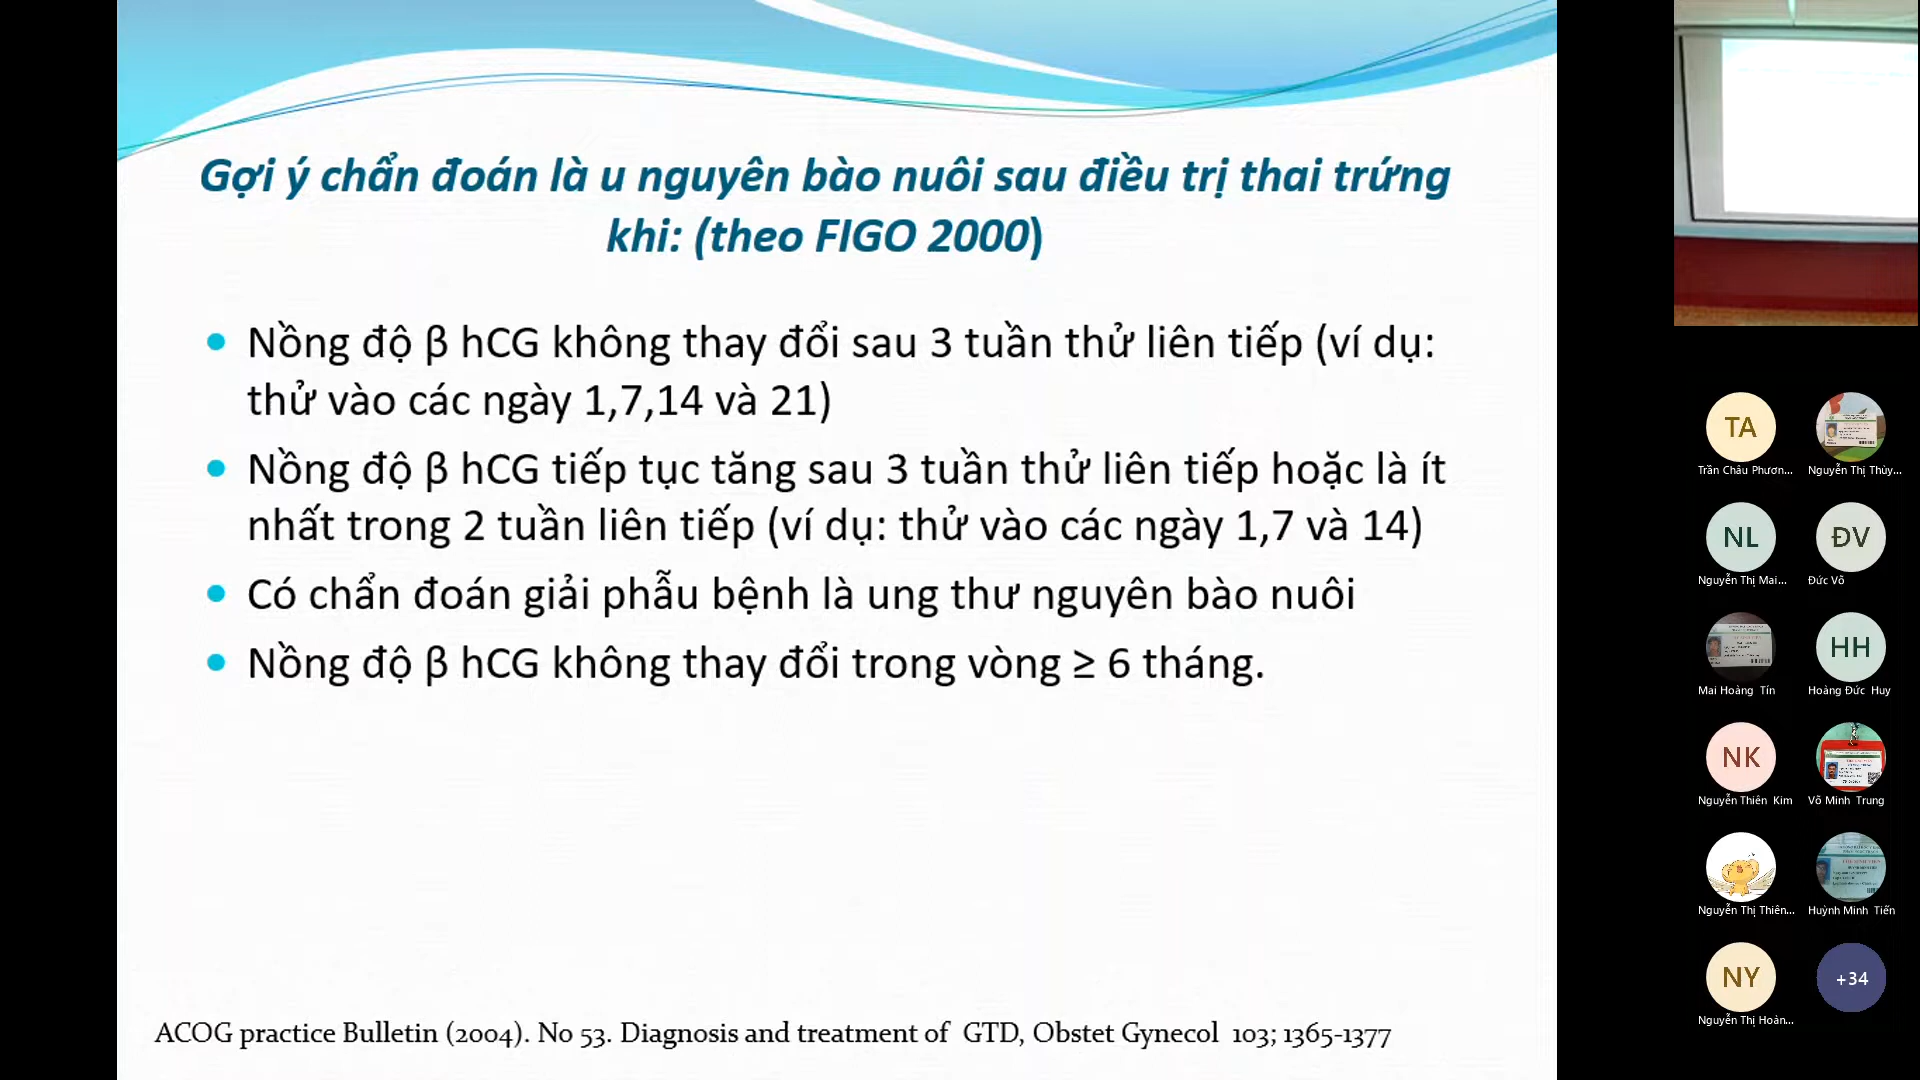 Gợi ý chẩn đoán là u nguyên bào nuôi sau điều trị thai trứng
khi: (theo FIGO 2000)
Nồng độ β hCG không thay đổi sau 3 tuần thử liên tiếp (ví dụ:
thử vào các ngày 1,7,14 và 21)
Nồng độ β hCG tiếp tục tăng sau 3 tuần thử liên tiếp hoặc là ít
nhất trong 2 tuần liên tiếp (ví dụ: thử vào các ngày 1,7 và 14)
Có chẩn đoán giải phẫu bệnh là ung thư nguyên bào nuôi
Nồng độ β hCG không thay đổi trong vòng ≥ 6 tháng.
ACOG practice Bulletin (2004). No 53. Diagnosis and treatment of GTD, Obstet Gynecol 103; 1365-1377
TA
Trần Châu Phươn... Nguyễn Thị Thùy...
NL ĐV
Nguyễn Thị Mai... Đức Võ
HH
Mai Hoàng Tín Hoàng Đức Huy
NK
Nguyễn Thiên Kim Võ Minh Trung
Nguyễn Thị Thiên... Huỳnh Minh Tiến
NY +34
Nguyễn Thị Hoàn...